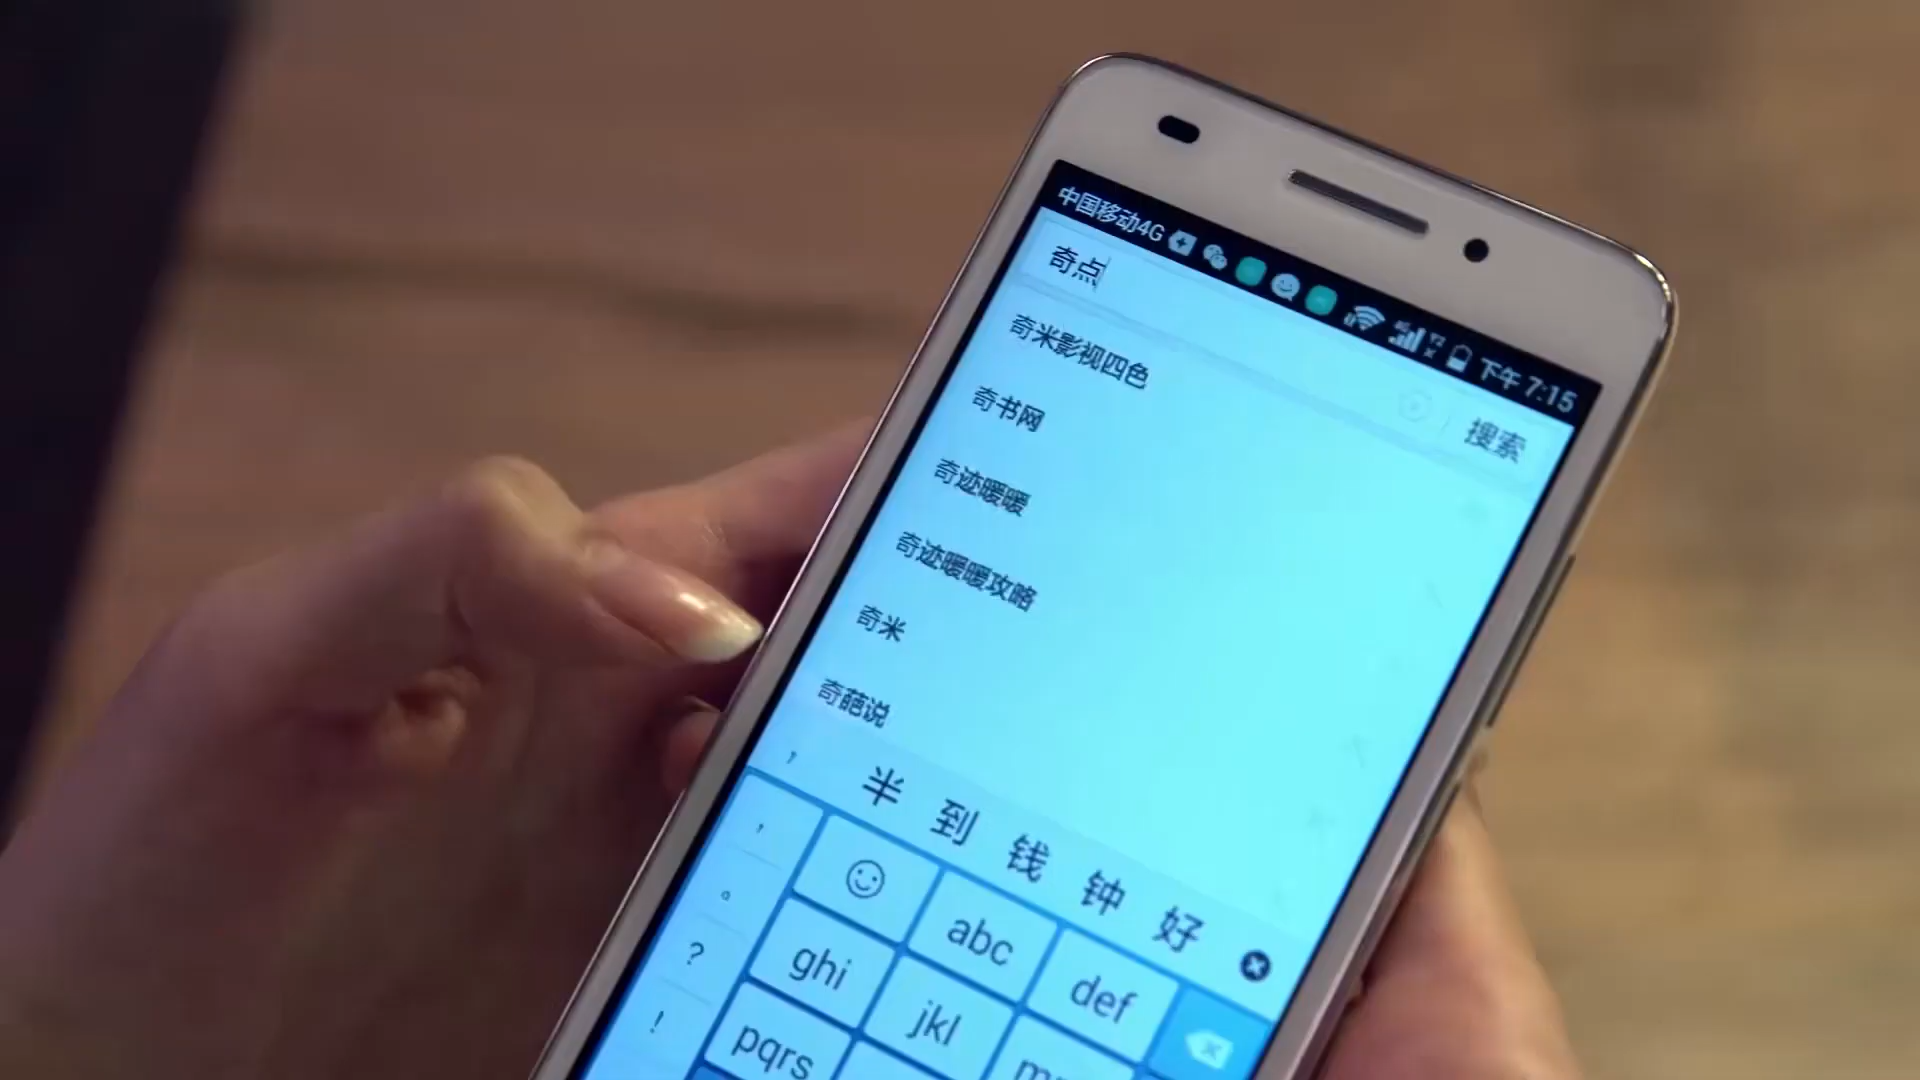 中国移动4G 下午 7:15
奇点
搜索
奇米影视四色
奇书网
奇迹暖暖
奇迹暖暖攻略
奇米
奇葩说
， 半 到 钱 钟 好
，
。
?
!
abc
def
ghi
jkl
pqrs